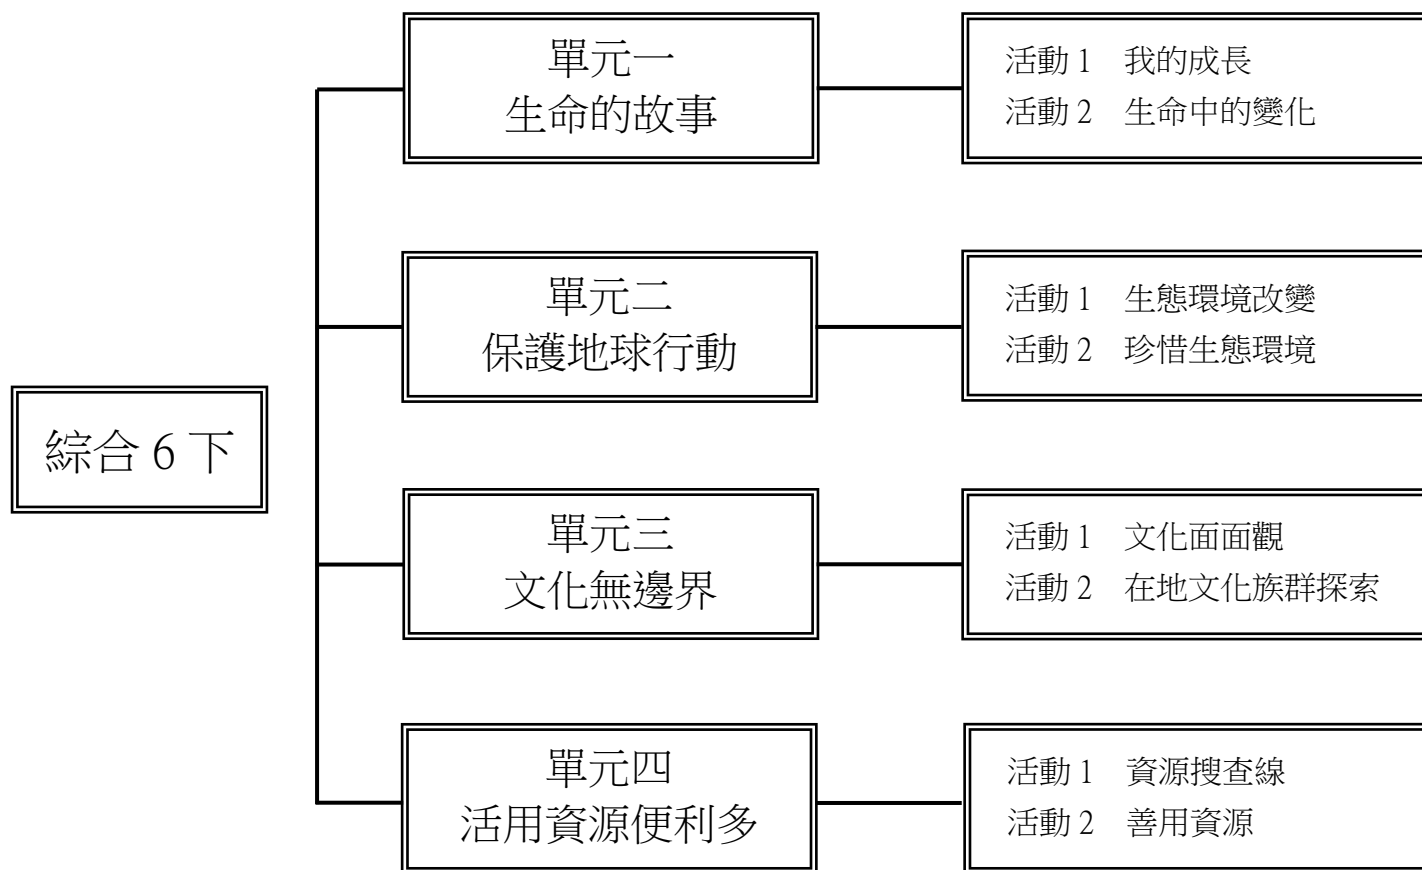 綜合 6 下
單元一
生命的故事
活動 1　我的成長
活動 2　生命中的變化
單元二
保護地球行動
活動 1　生態環境改變
活動 2　珍惜生態環境
單元三
文化無邊界
活動 1　文化面面觀
活動 2　在地文化族群探索
單元四
活用資源便利多
活動 1　資源搜查線
活動 2　善用資源